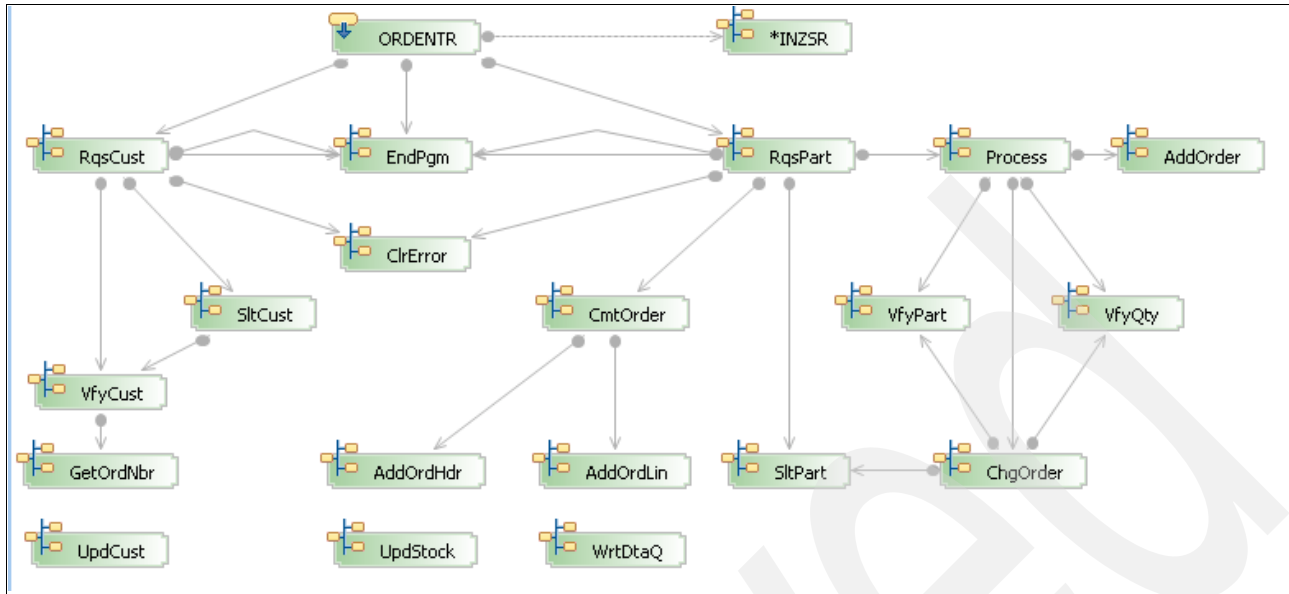 ORDENTR
*INZSR
RqsCust
EndPgm
RqsPart
Process
AddOrder
ClrError
SltCust
CmtOrder
VfyPart
VfyQty
VfyCust
GetOrdNbr
AddOrdHdr
AddOrdLin
SltPart
ChgOrder
UpdCust
UpdStock
WrtDtaQ